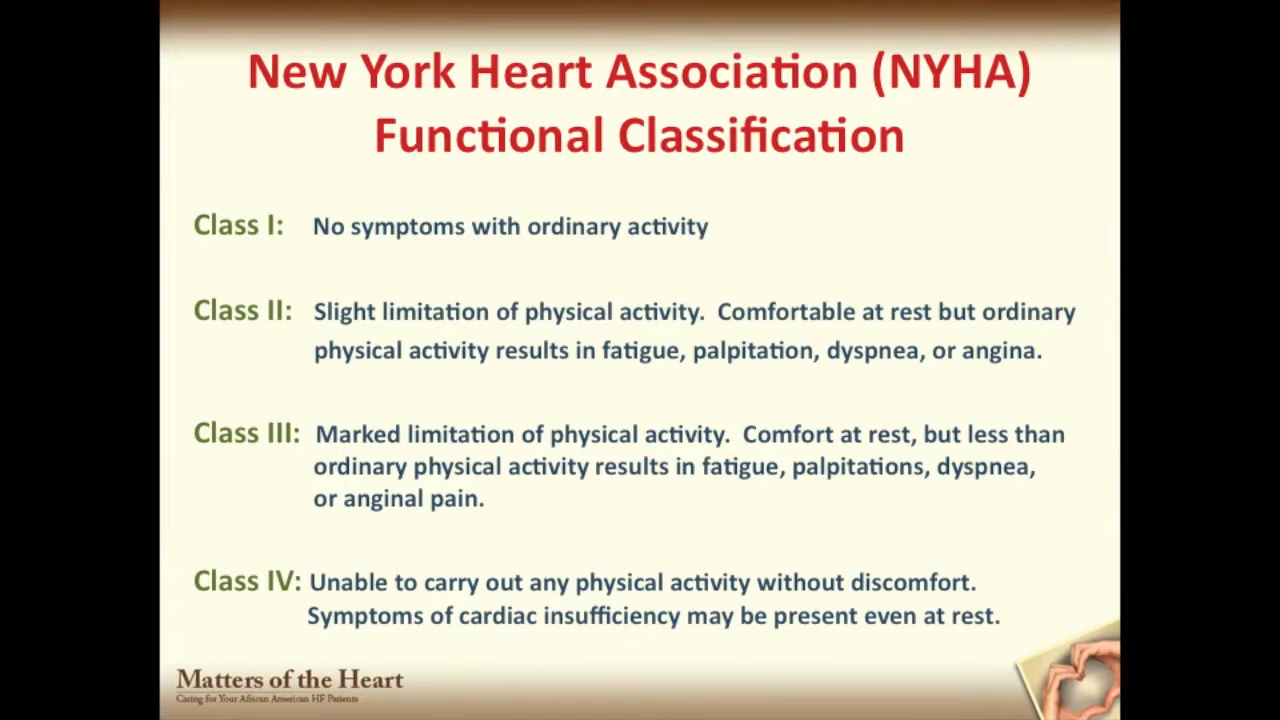 New York Heart Association (NYHA)
Functional Classification
Class I: No symptoms with ordinary activity
Class II: Slight limitation of physical activity. Comfortable at rest but ordinary
physical activity results in fatigue, palpitation, dyspnea, or angina.
Class III: Marked limitation of physical activity. Comfort at rest, but less than
ordinary physical activity results in fatigue, palpitations, dyspnea,
or anginal pain.
Class IV: Unable to carry out any physical activity without discomfort.
Symptoms of cardiac insufficiency may be present even at rest.
Matters of the Heart
Caring for Your African American HF Patients